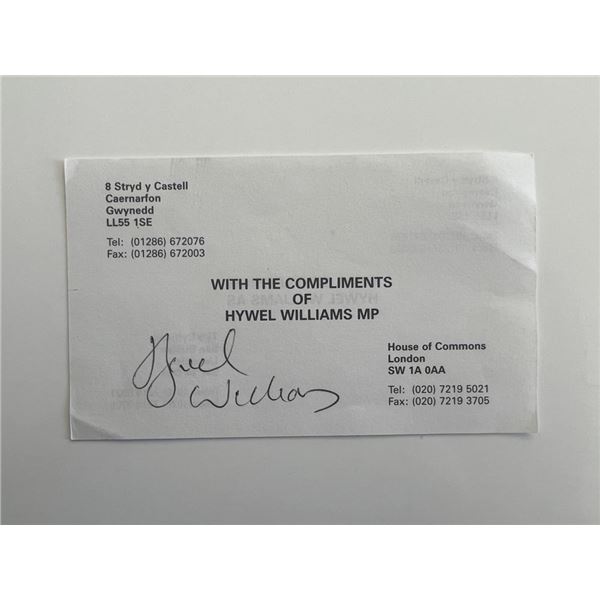 8 Stryd y Castell
Caernarfon
Gwynedd
LL55 1SE
Tel: (01286) 672076
Fax: (01286) 672003
WITH THE COMPLIMENTS
OF
HYWEL WILLIAMS MP
Hywel
Williams
House of Commons
London
SW 1A 0AA
Tel: (020) 7219 5021
Fax: (020) 7219 3705